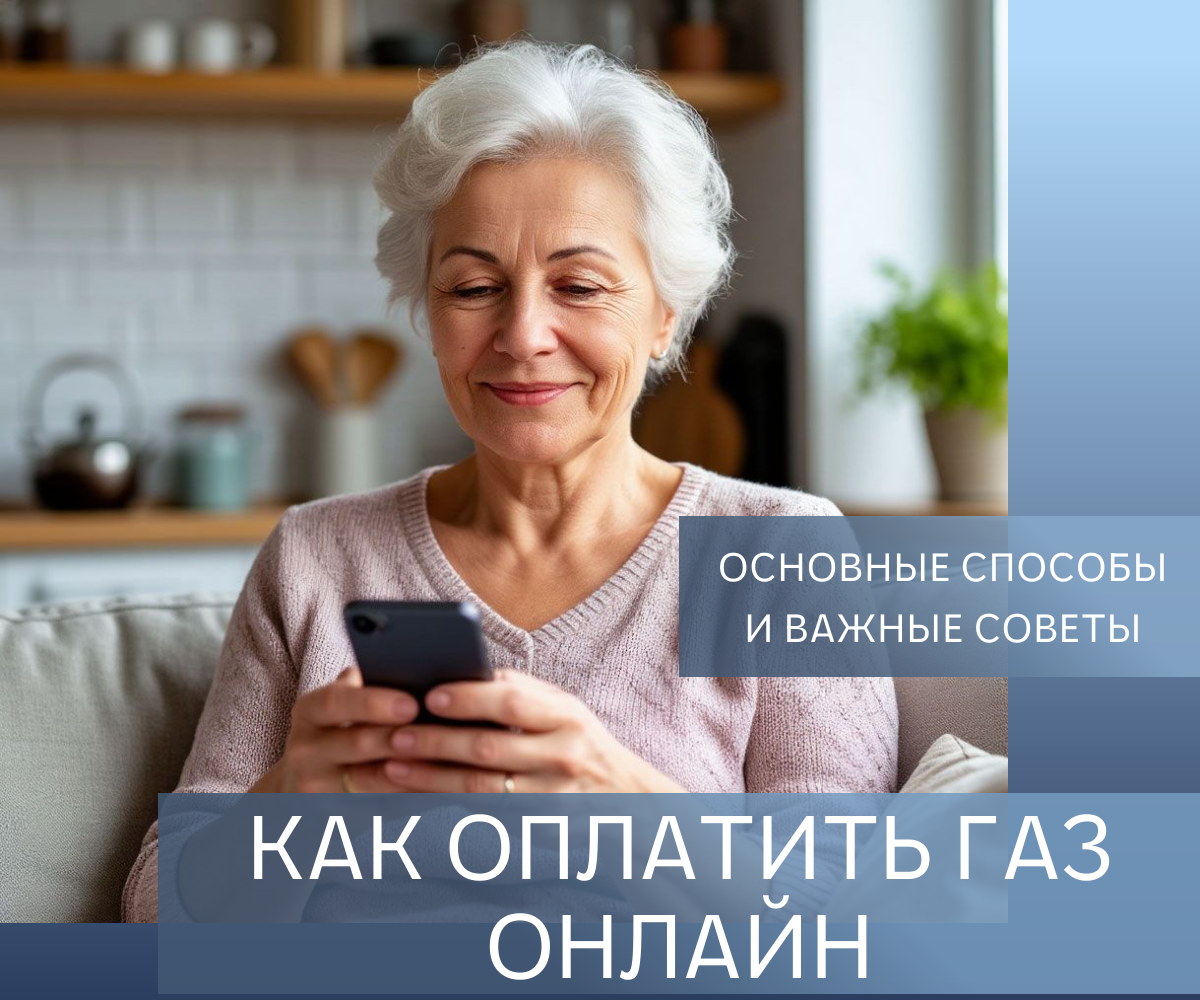 ОСНОВНЫЕ СПОСОБЫ
И ВАЖНЫЕ СОВЕТЫ
КАК ОПЛАТИТЬ ГАЗ
ОНЛАЙН